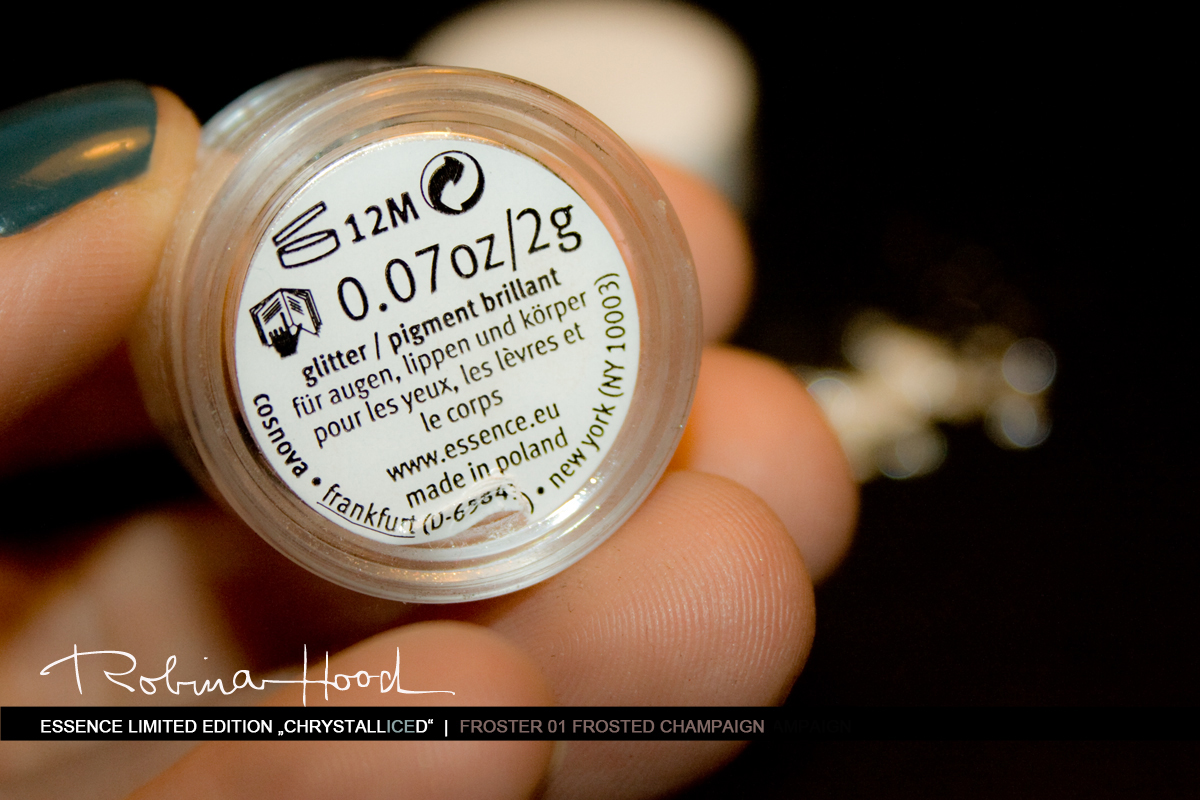 12M
0.07oz/2g
glitter / pigment brillant
für augen, lippen und körper
pour les yeux, les lèvres et
le corps
www.essence.eu
made in poland
cosnova • frankfurt • new york (NY 10003)
Robina Hood
ESSENCE LIMITED EDITION „CHRYSTALLICED“ | FROSTER 01 FROSTED CHAMPAIGN